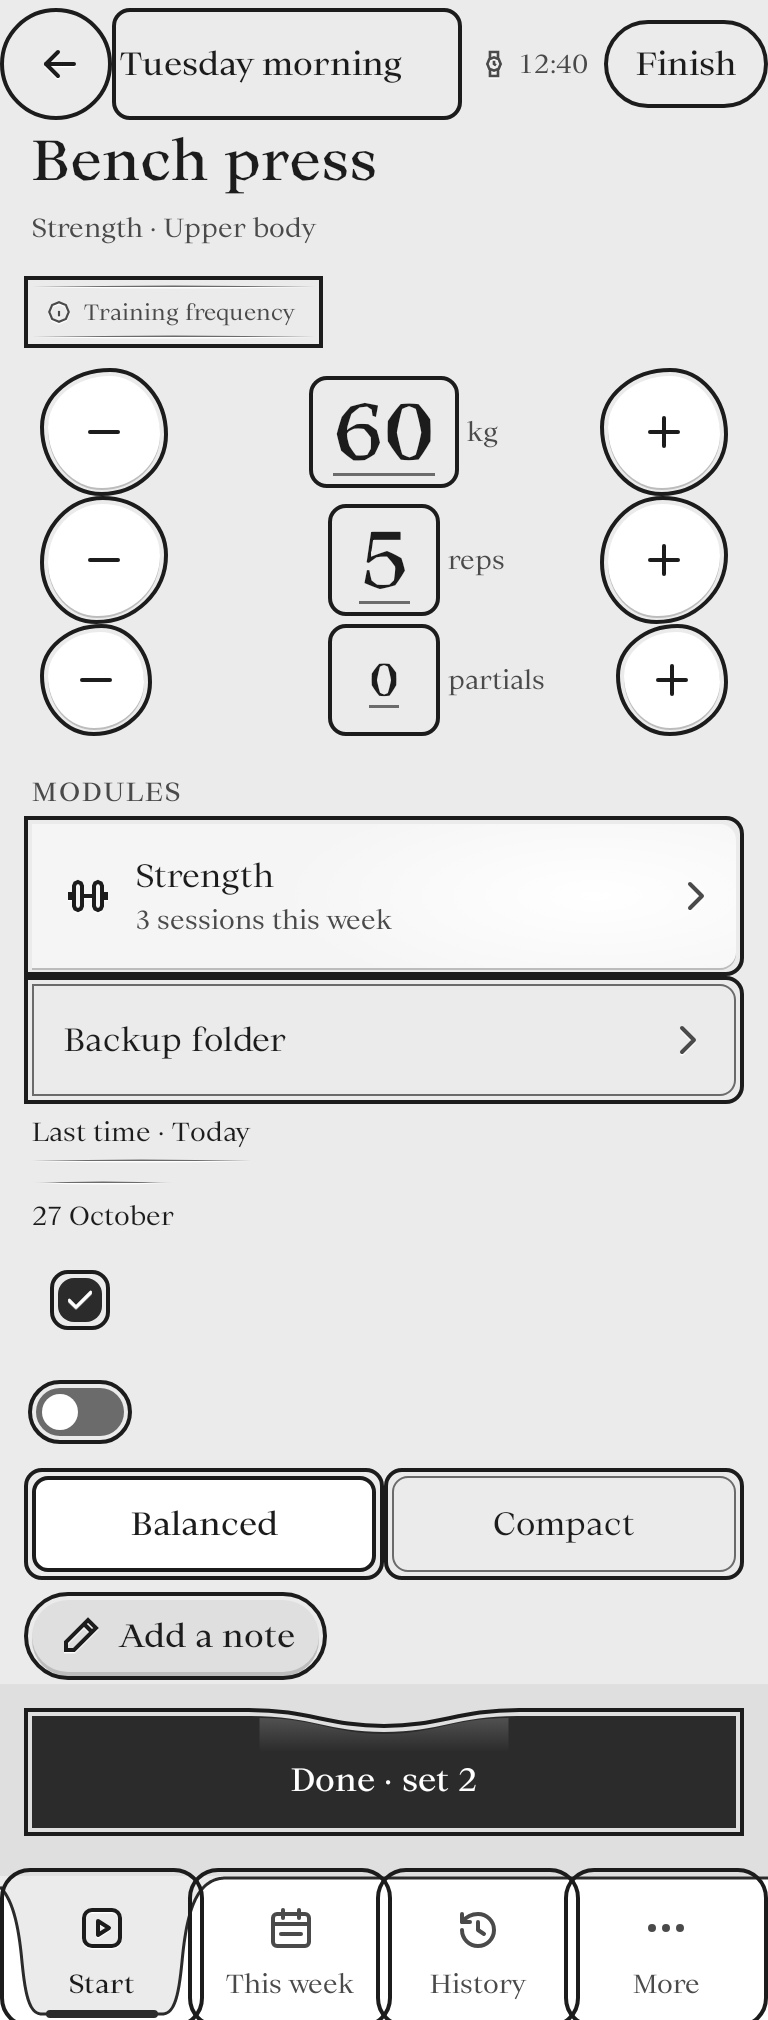 Tuesday morning
12:40
Finish
Bench press
Strength · Upper body
Training frequency
60 kg
5 reps
0 partials
MODULES
Strength
3 sessions this week
Backup folder
Last time · Today
27 October
Balanced
Compact
Add a note
Done · set 2
Start
This week
History
More